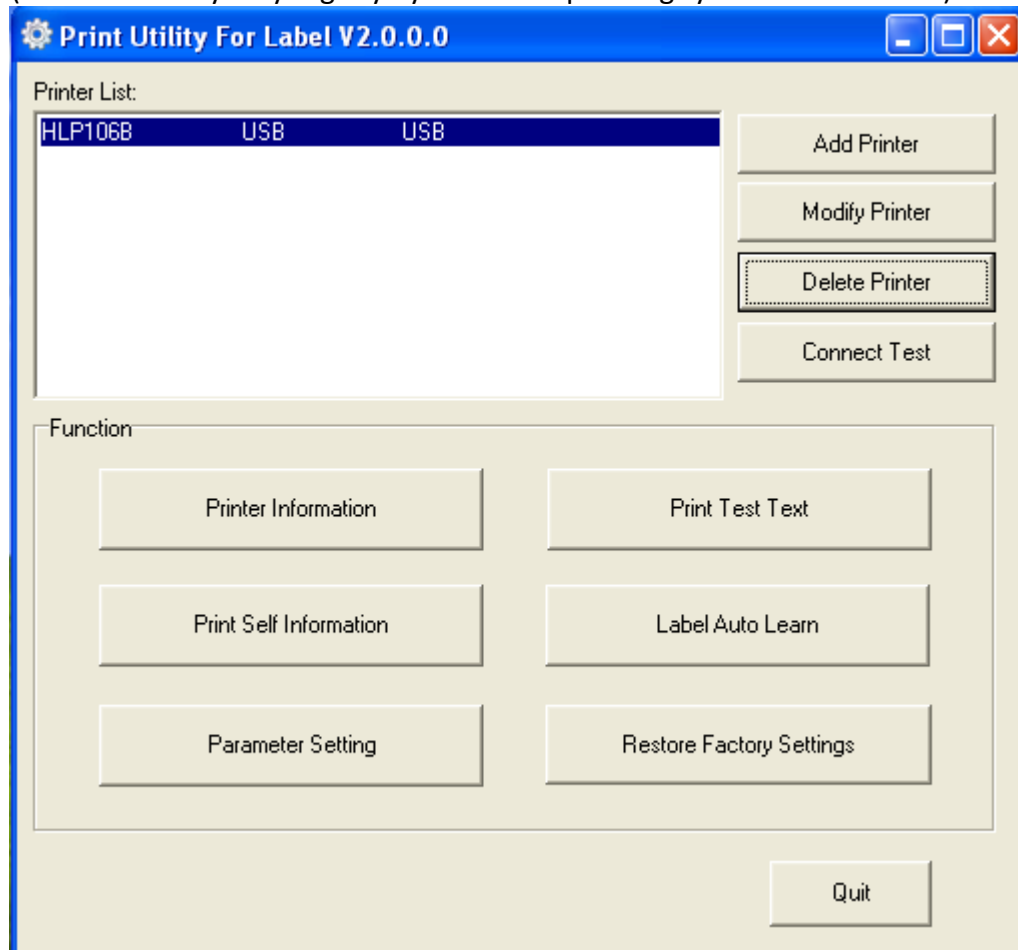 Print Utility For Label V2.0.0.0
Printer List:
HLP106B USB USB
Add Printer
Modify Printer
Delete Printer
Connect Test
Function
Printer Information
Print Test Text
Print Self Information
Label Auto Learn
Parameter Setting
Restore Factory Settings
Quit